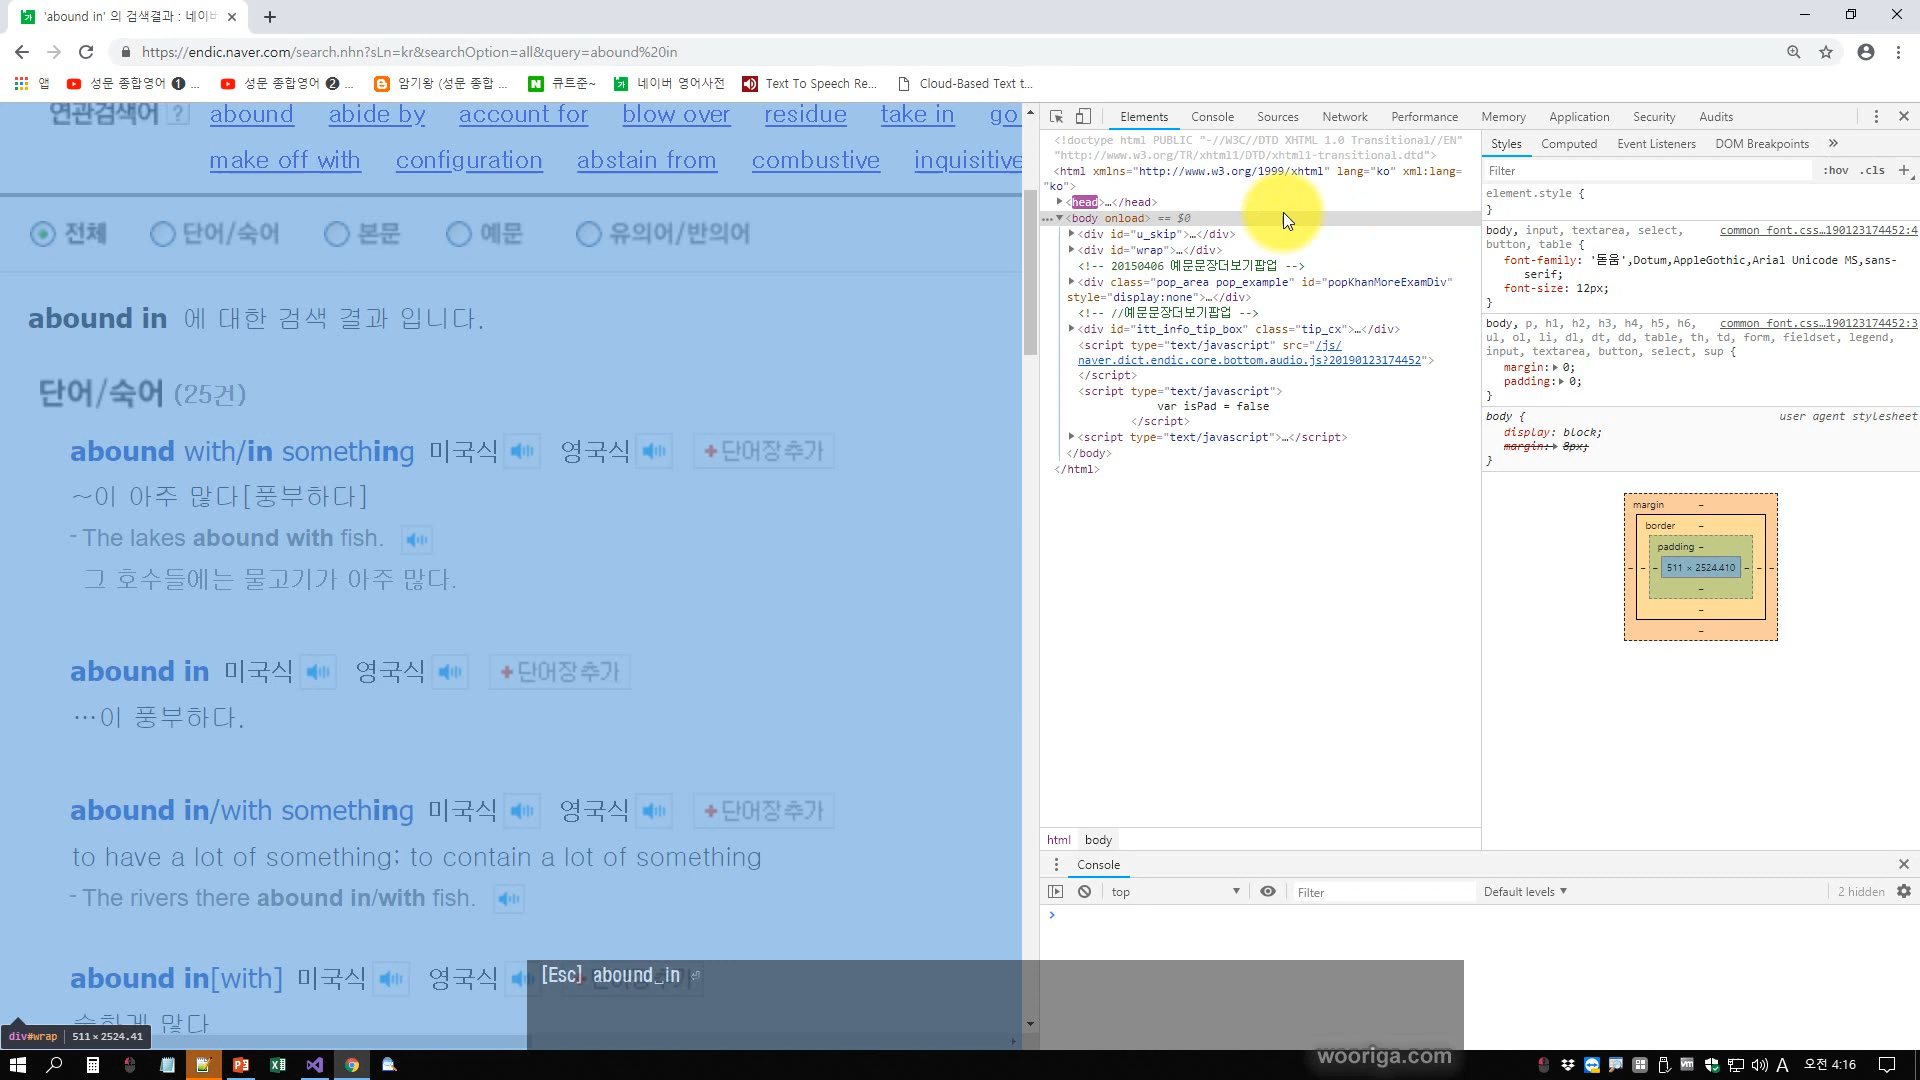 'abound in' 의 검색결과 : 네이버
https://endic.naver.com/search.nhn?sLn=kr&searchOption=all&query=abound%20in
앱 성문 종합영어 ❶ ... 성문 종합영어 ❷ ... 암기왕 (성문 종합 ... 큐트준~ 네이버 영어사전 Text To Speech Re... Cloud-Based Text t...
연관검색어 ? abound abide by account for blow over residue take in go
make off with configuration abstain from combustive inquisitive
전체 단어/숙어 본문 예문 유의어/반의어
abound in 에 대한 검색 결과 입니다.
단어/숙어 (25건)
abound with/in something 미국식 영국식 단어장추가
~이 아주 많다[풍부하다]
- The lakes abound with fish.
그 호수들에는 물고기가 아주 많다.
abound in 미국식 영국식 단어장추가
…이 풍부하다.
abound in/with something 미국식 영국식 단어장추가
to have a lot of something; to contain a lot of something
- The rivers there abound in/with fish.
abound in[with] 미국식 영국식
[Esc] abound_in ⏎
div#wrap | 511×2524.41
Elements Console Sources Network Performance Memory Application Security Audits
<!doctype html PUBLIC "-//W3C//DTD XHTML 1.0 Transitional//EN"
"http://www.w3.org/TR/xhtml1/DTD/xhtml1-transitional.dtd">
<html xmlns="http://www.w3.org/1999/xhtml" lang="ko" xml:lang=
"ko">
<head>…</head>
<body onload> == $0
<div id="u_skip">…</div>
<div id="wrap">…</div>
<!-- 20150406 예문문장더보기팝업 -->
<div class="pop_area pop_example" id="popKhanMoreExamDiv"
style="display:none">…</div>
<!-- //예문문장더보기팝업 -->
<div id="itt_info_tip_box" class="tip_cx">…</div>
<script type="text/javascript" src="/js/
naver.dict.endic.core.bottom.audio.js?20190123174452">
</script>
<script type="text/javascript">
var isPad = false
</script>
<script type="text/javascript">…</script>
</body>
</html>
html body
Styles Computed Event Listeners DOM Breakpoints »
Filter :hov .cls +
element.style {
}
body, input, textarea, select, common_font.css…190123174452:4
button, table {
font-family: '돋움',Dotum,AppleGothic,Arial Unicode MS,sans-
serif;
font-size: 12px;
}
body, p, h1, h2, h3, h4, h5, h6, common_font.css…190123174452:3
ul, ol, li, dl, dt, dd, table, th, td, form, fieldset, legend,
input, textarea, button, select, sup {
margin: 0;
padding: 0;
}
body { user agent stylesheet
display: block;
margin: 8px;
}
margin –
border –
padding –
– – – 511 × 2524.410 – – –
–
–
–
Console
top Filter Default levels ▼ 2 hidden
>
wooriga.com
A 오전 4:16